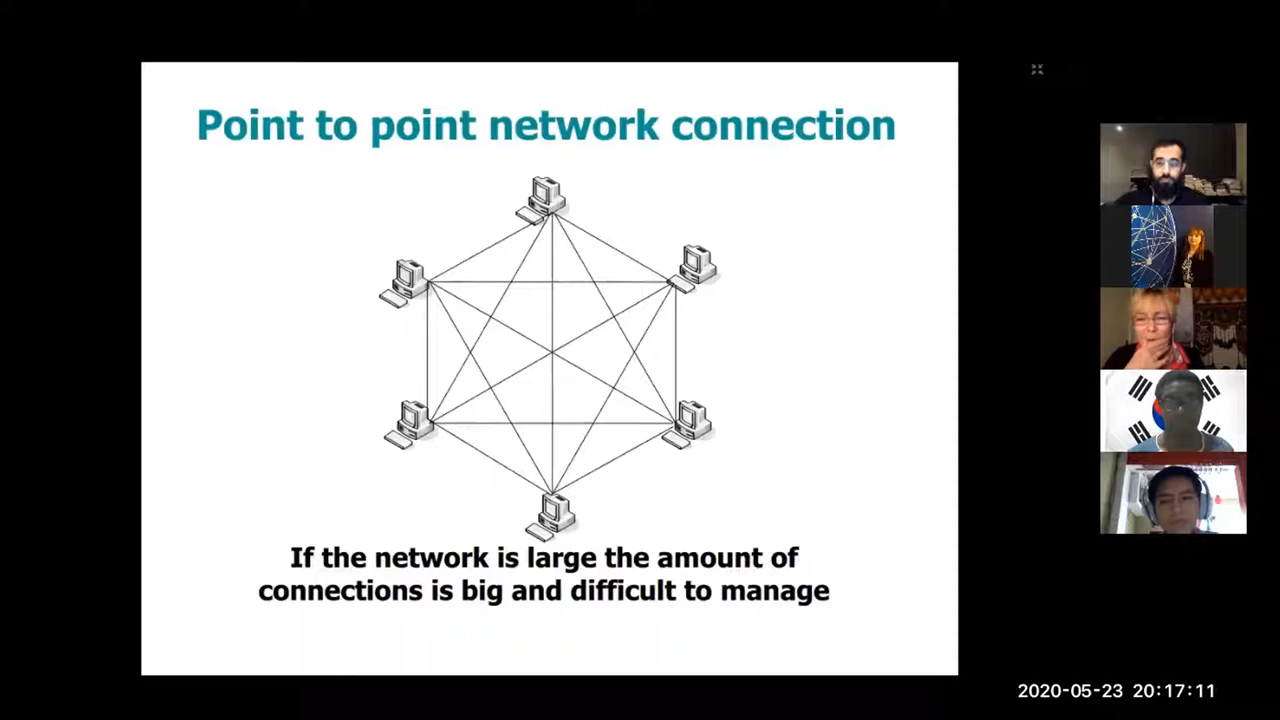 Point to point network connection
If the network is large the amount of
connections is big and difficult to manage
2020-05-23 20:17:11